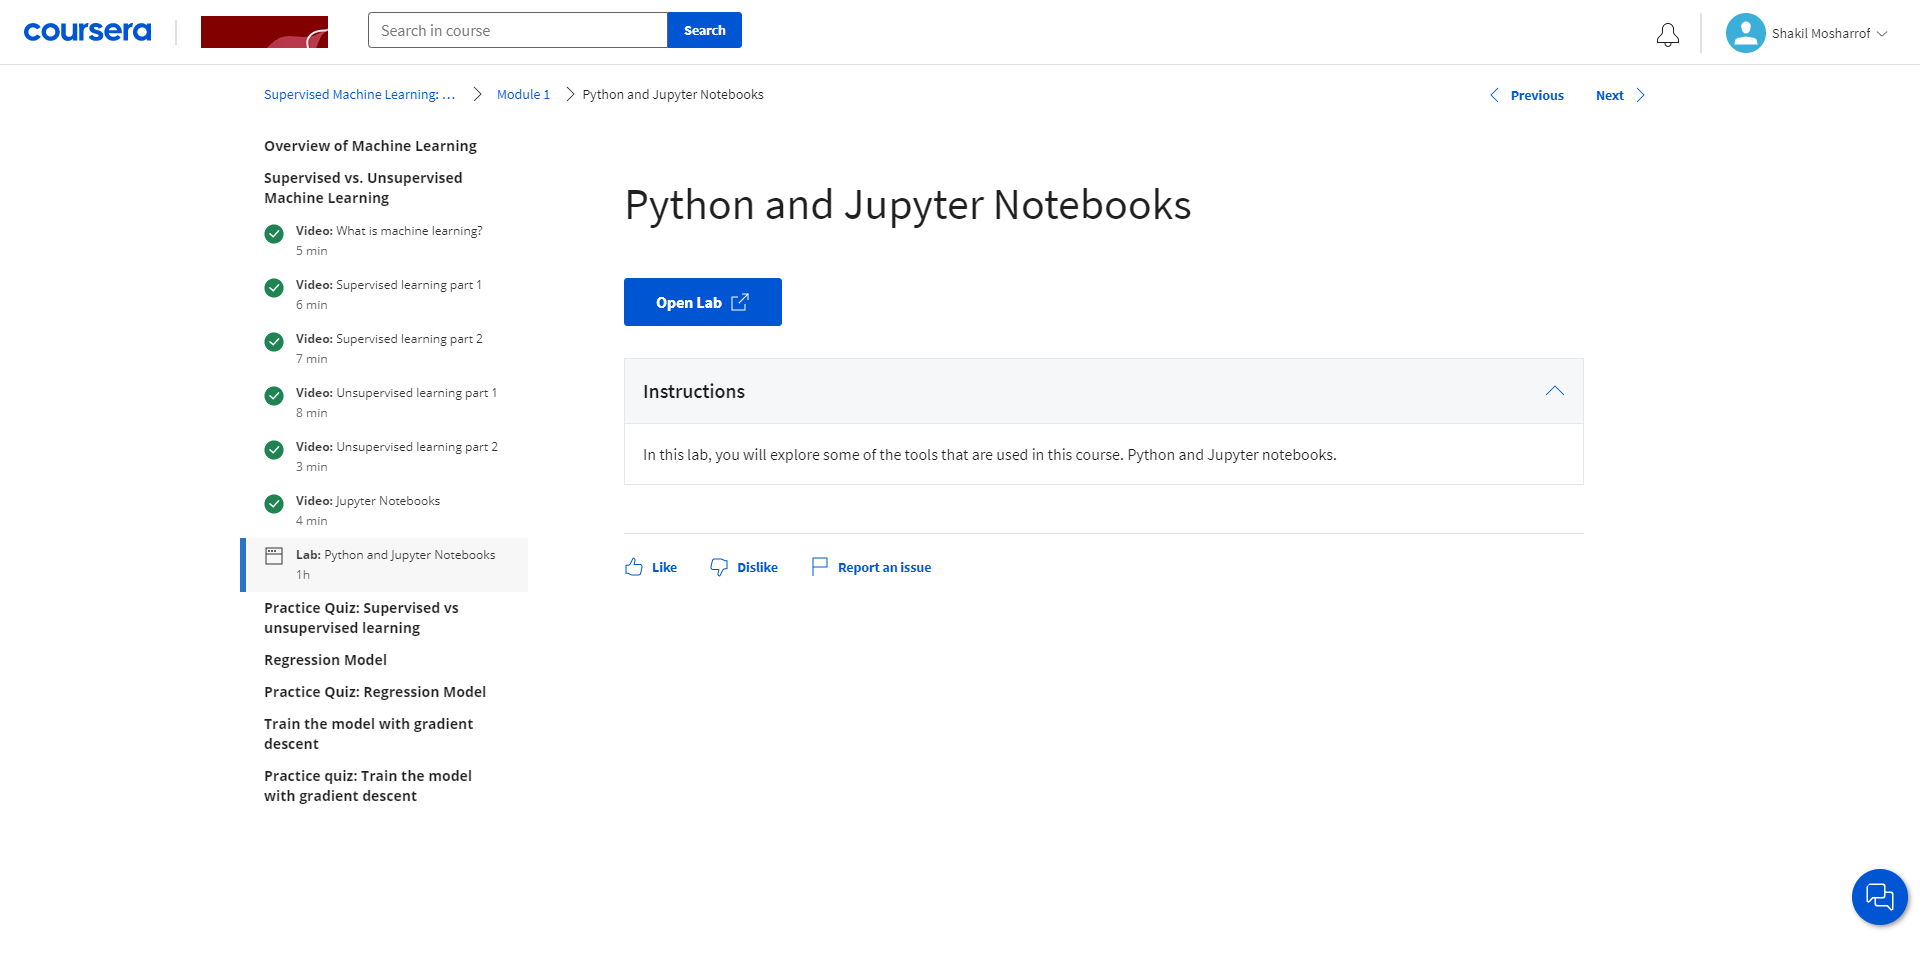 coursera
Search in course
Search
Shakil Mosharrof
Supervised Machine Learning: ...
Module 1
Python and Jupyter Notebooks
Previous
Next
Overview of Machine Learning
Supervised vs. Unsupervised
Machine Learning
Video: What is machine learning?
5 min
Video: Supervised learning part 1
6 min
Video: Supervised learning part 2
7 min
Video: Unsupervised learning part 1
8 min
Video: Unsupervised learning part 2
3 min
Video: Jupyter Notebooks
4 min
Lab: Python and Jupyter Notebooks
1h
Practice Quiz: Supervised vs
unsupervised learning
Regression Model
Practice Quiz: Regression Model
Train the model with gradient
descent
Practice quiz: Train the model
with gradient descent
Python and Jupyter Notebooks
Open Lab
Instructions
In this lab, you will explore some of the tools that are used in this course. Python and Jupyter notebooks.
Like
Dislike
Report an issue